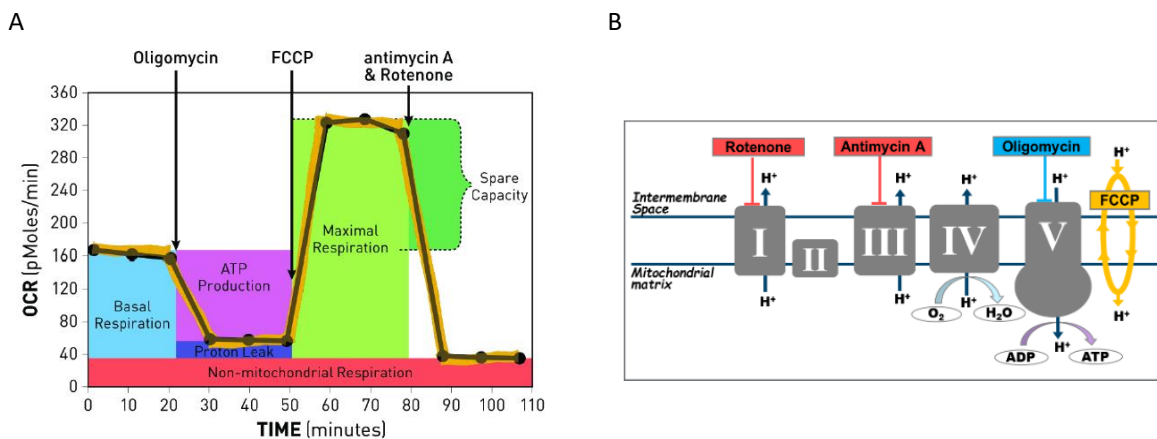 A
B
Oligomycin
FCCP
antimycin A
& Rotenone
360
320
280
240
200
160
120
80
40
0
OCR (pMoles/min)
Basal
Respiration
ATP
Production
Proton Leak
Maximal
Respiration
Spare
Capacity
Non-mitochondrial Respiration
0 10 20 30 40 50 60 70 80 90 100 110
TIME (minutes)
Rotenone
Antimycin A
Oligomycin
H+
H+
H+
H+
H+
H+
FCCP
Intermembrane
Space
I
II
III
IV
V
Mitochondrial
matrix
H+
H+
H+
H+
O2
H2O
H+
ADP
ATP